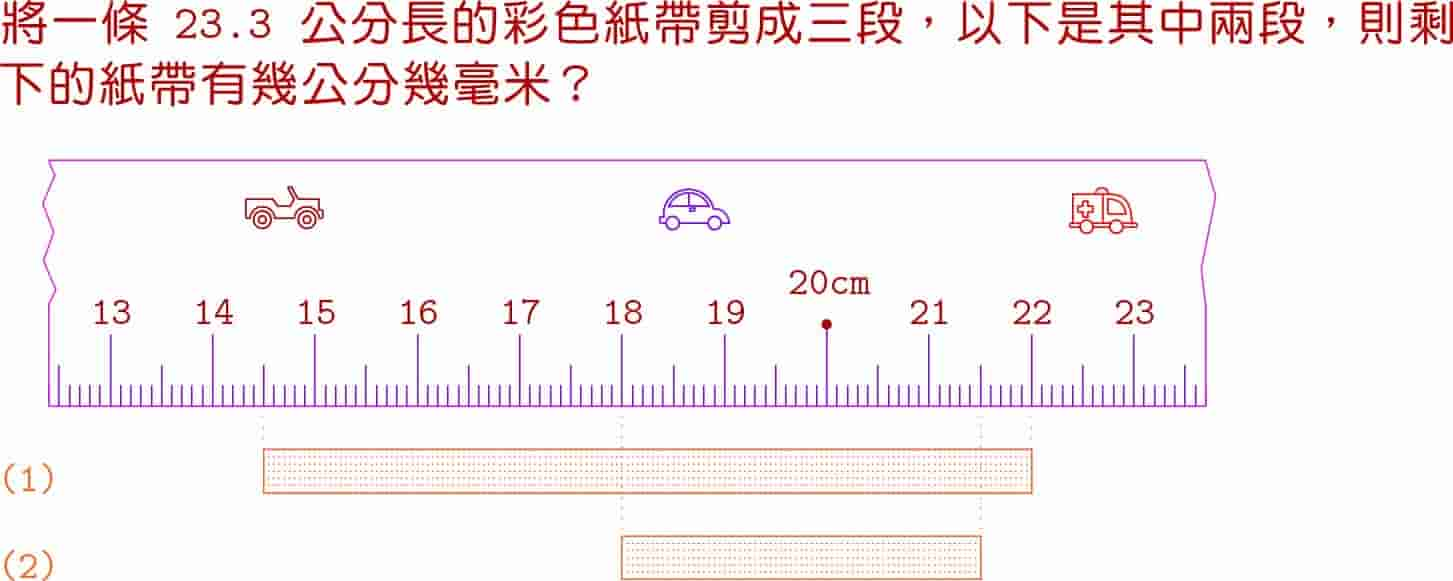 將一條 23.3 公分長的彩色紙帶剪成三段，以下是其中兩段，則剩
下的紙帶有幾公分幾毫米？
20cm
13 14 15 16 17 18 19 21 22 23
(1)
(2)